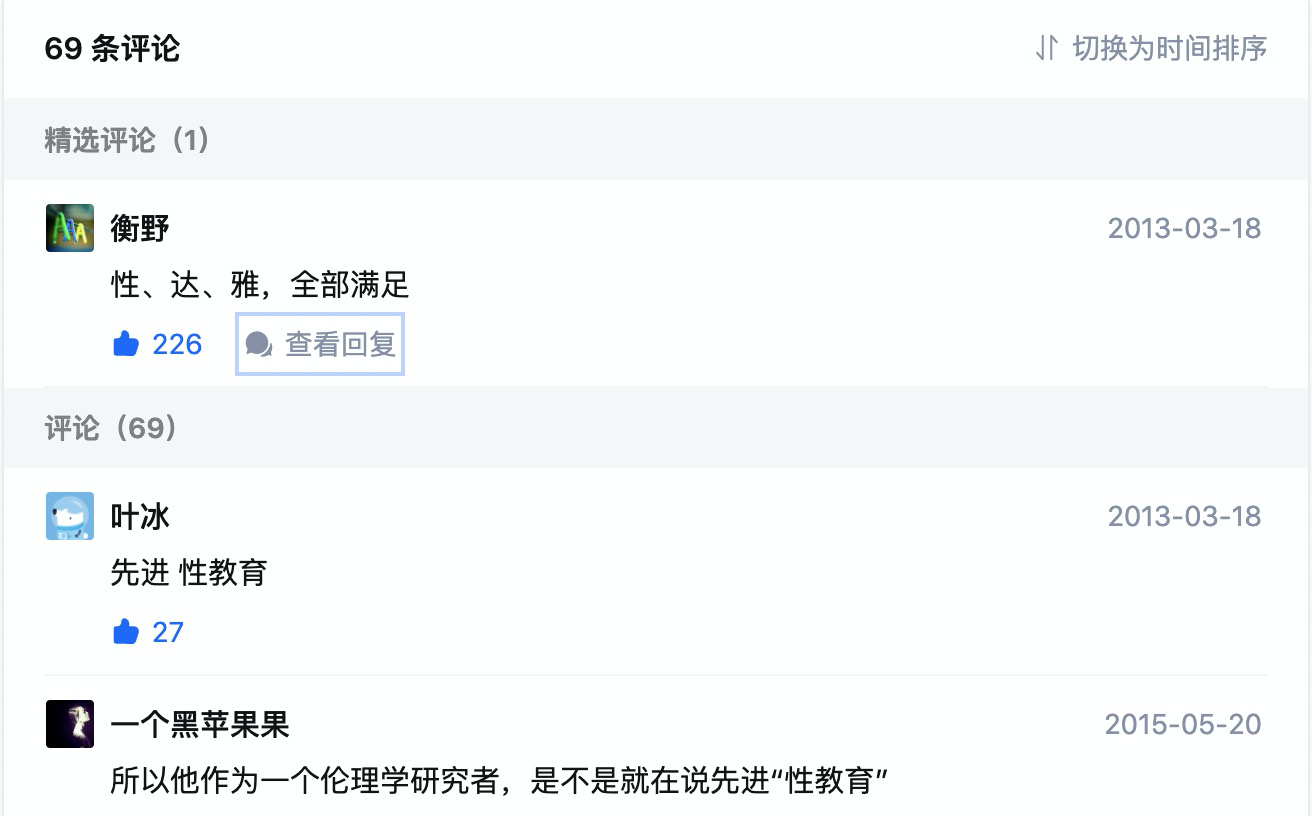 69 条评论
切换为时间排序
精选评论（1）
衡野
2013-03-18
性、达、雅，全部满足
226
查看回复
评论（69）
叶冰
2013-03-18
先进 性教育
27
一个黑苹果果
2015-05-20
所以他作为一个伦理学研究者，是不是就在说先进“性教育”